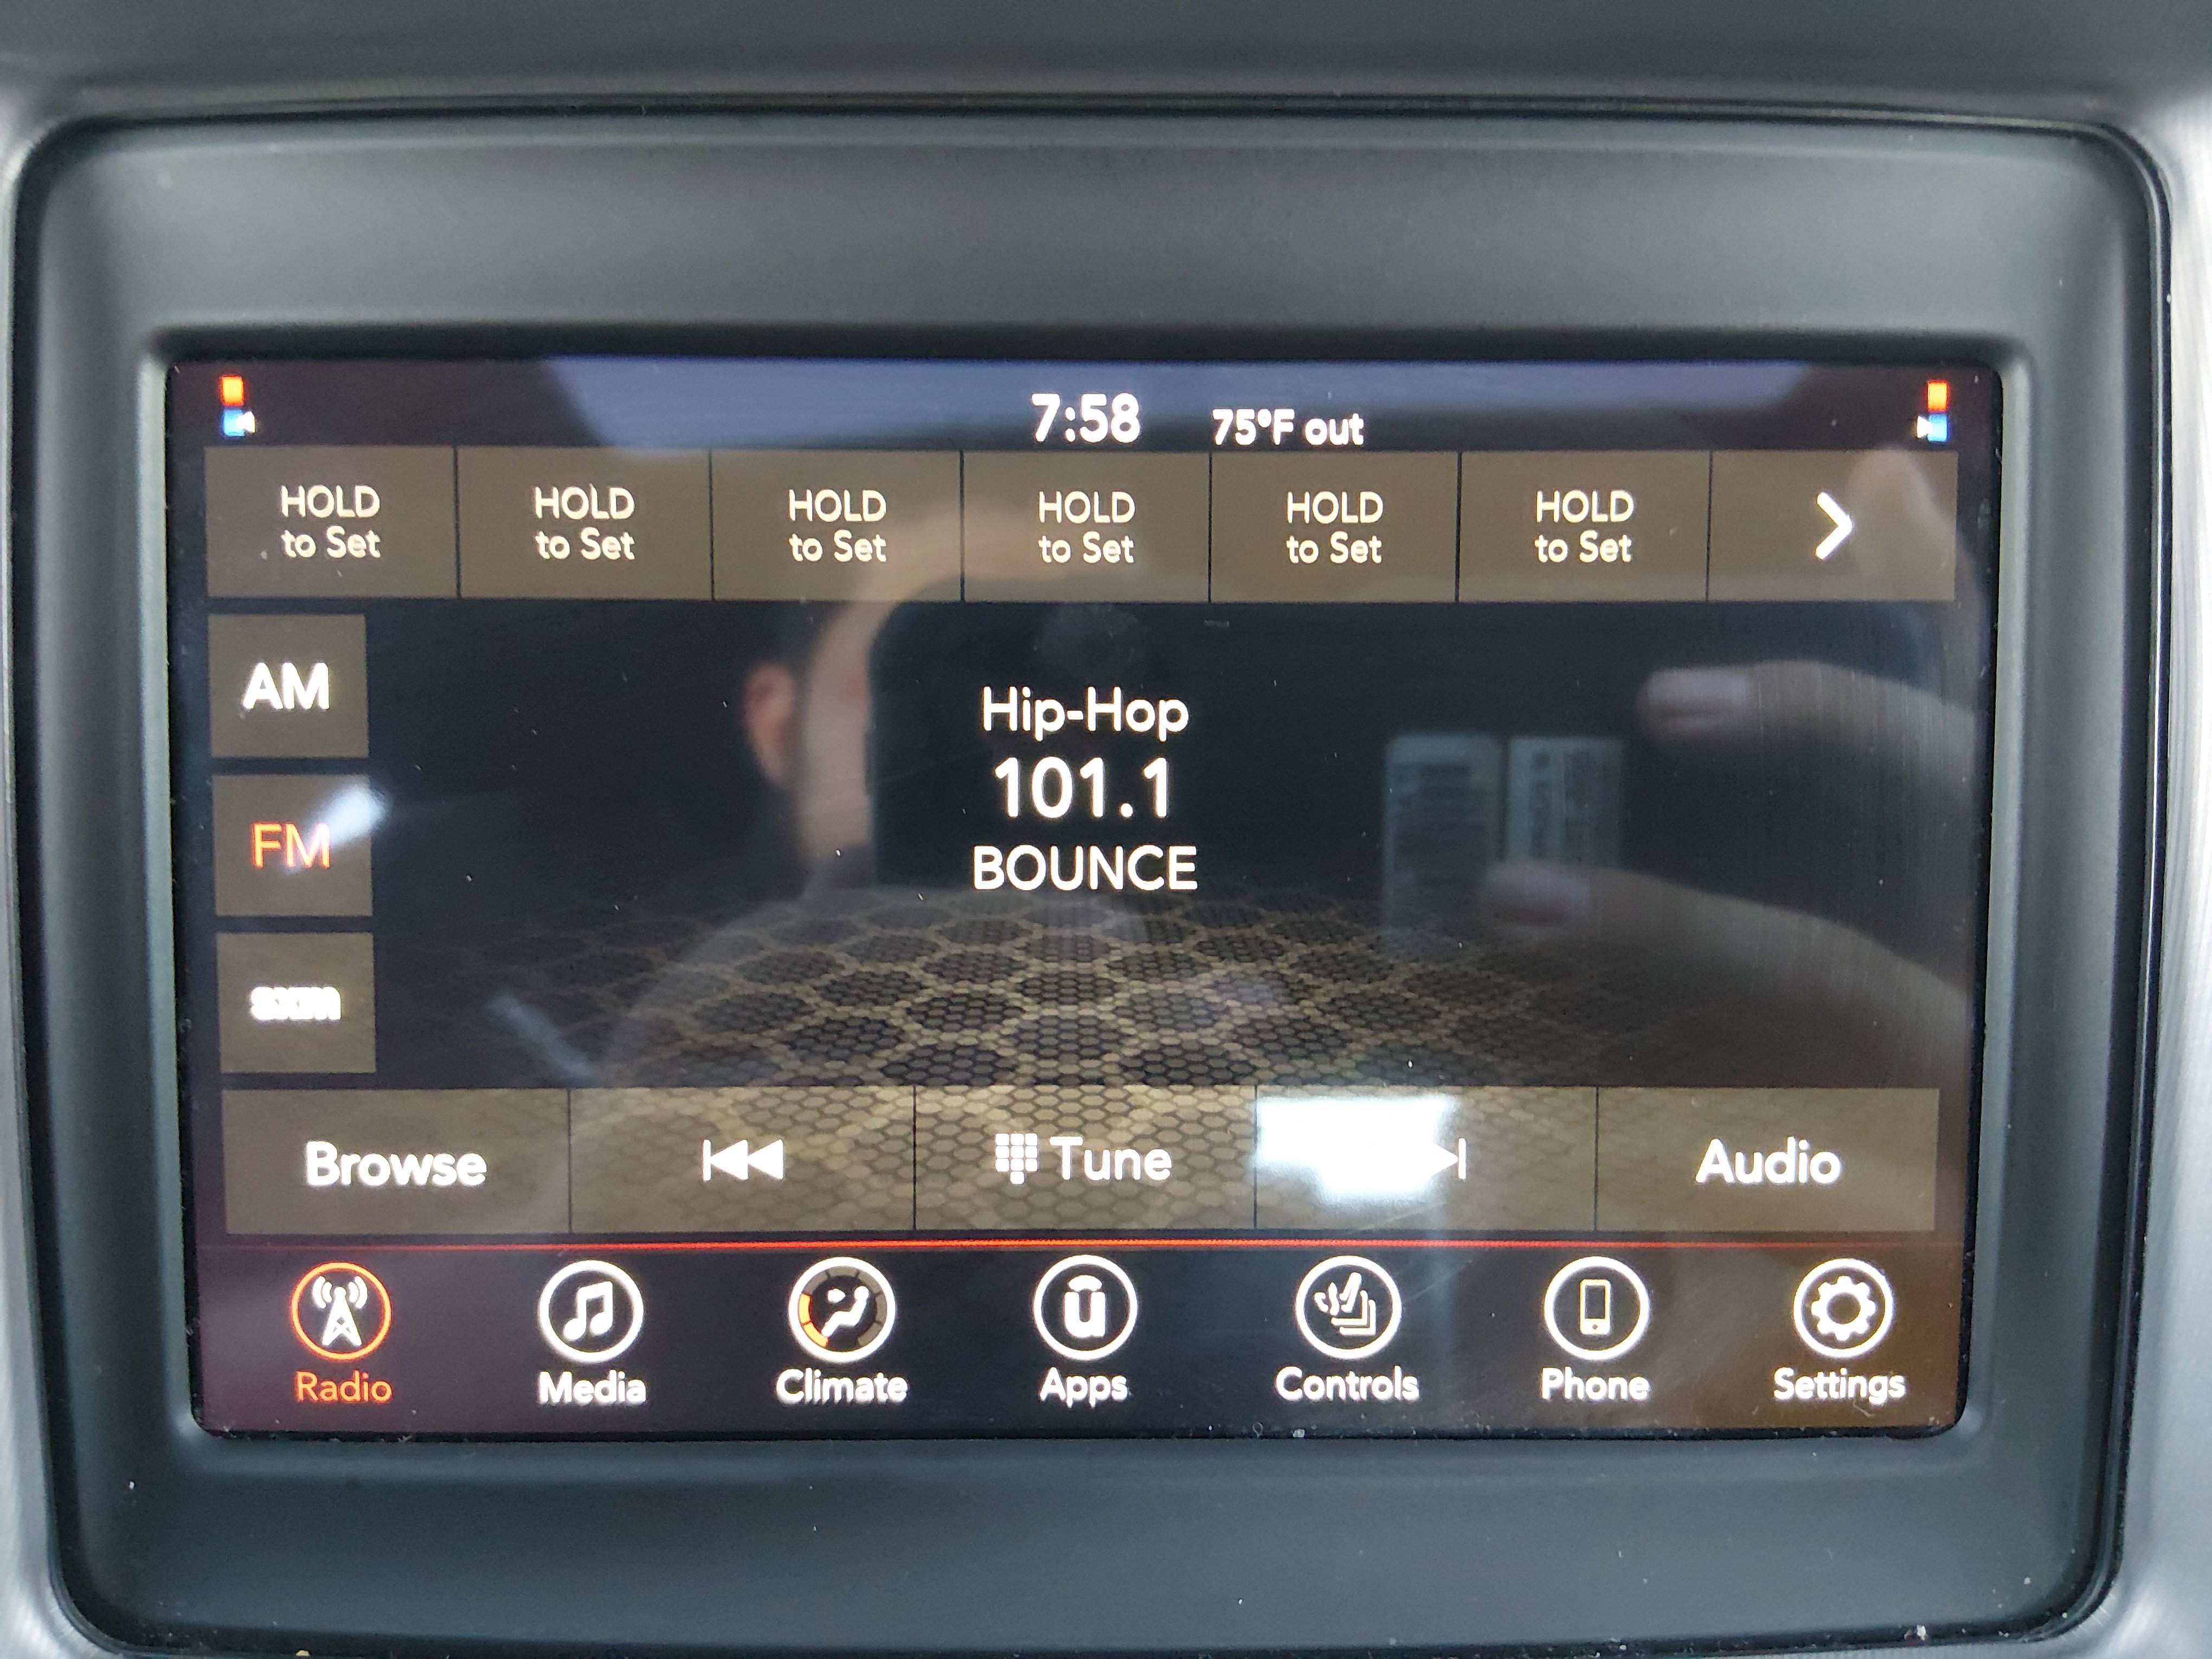 7:58 75°F out
HOLD to Set
HOLD to Set
HOLD to Set
HOLD to Set
HOLD to Set
HOLD to Set
AM
Hip-Hop
101.1
FM
BOUNCE
sxm
Browse Tune Audio
Radio Media Climate Apps Controls Phone Settings